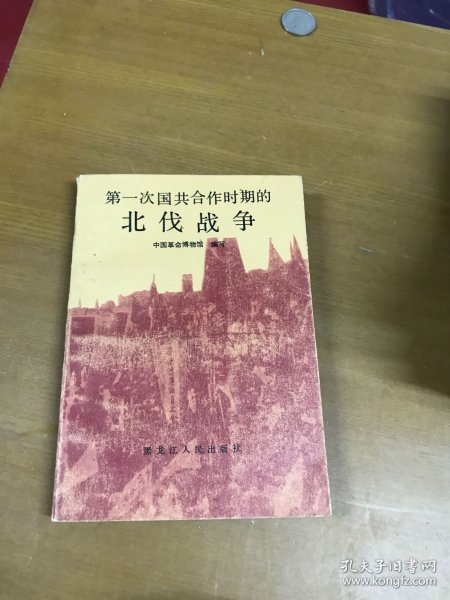 第一次国共合作时期的
北伐战争
中国革命博物馆 编写
黑龙江人民出版社
孔夫子旧书网
www.kongfz.com